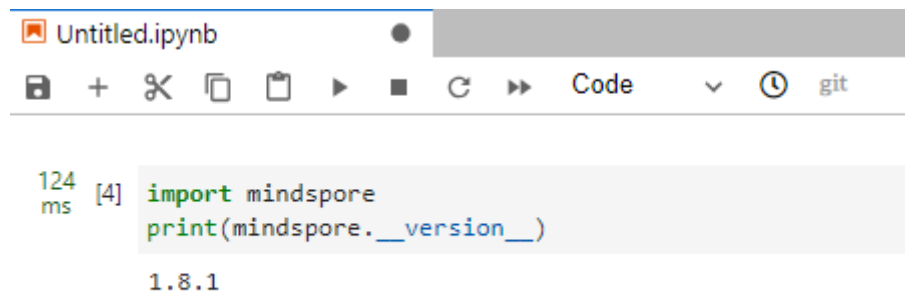 Untitled.ipynb
Code
git
124
ms
[4]
import mindspore
print(mindspore.__version__)
1.8.1